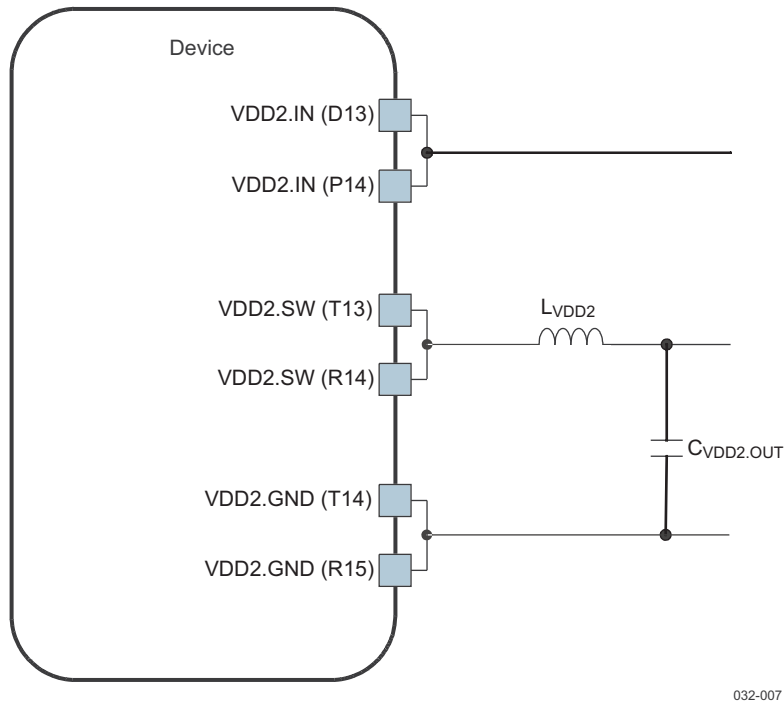 Device
VDD2.IN (D13)
VDD2.IN (P14)
VDD2.SW (T13)
LVDD2
VDD2.SW (R14)
CVDD2.OUT
VDD2.GND (T14)
VDD2.GND (R15)
032-007